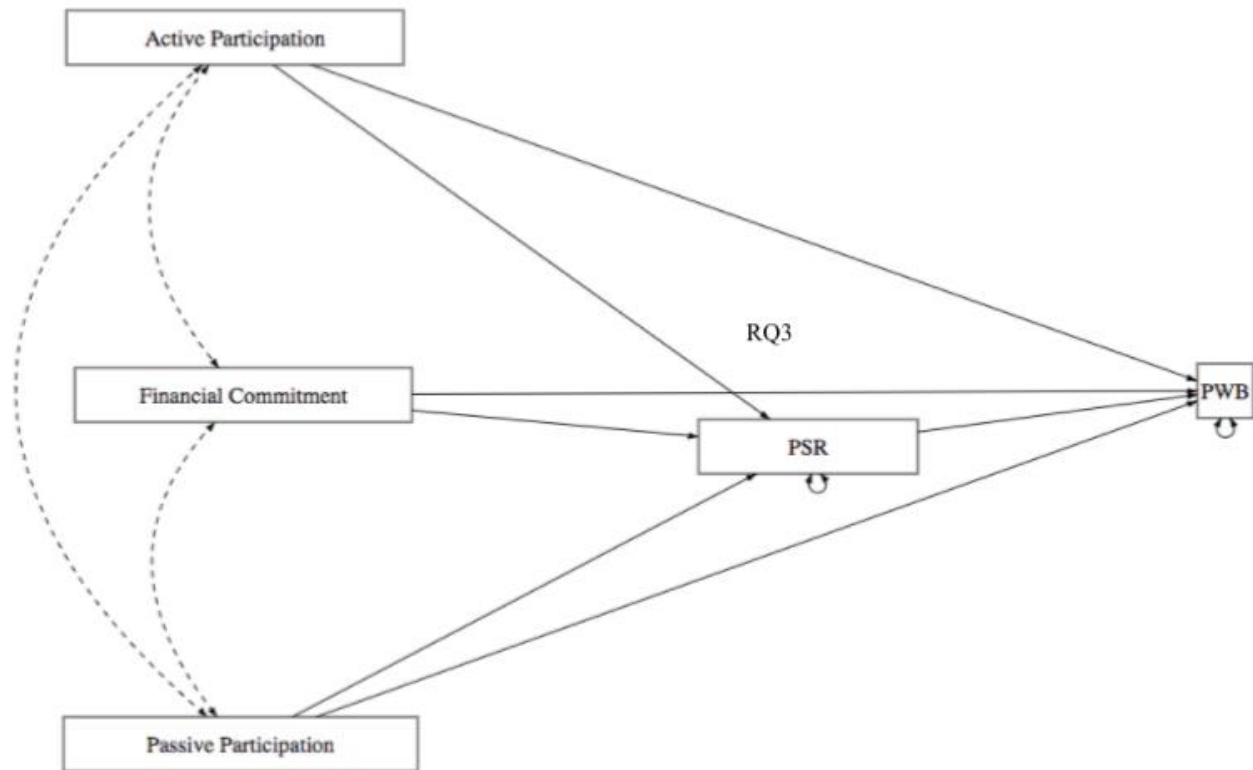 Active Participation
RQ3
Financial Commitment
PWB
PSR
Passive Participation